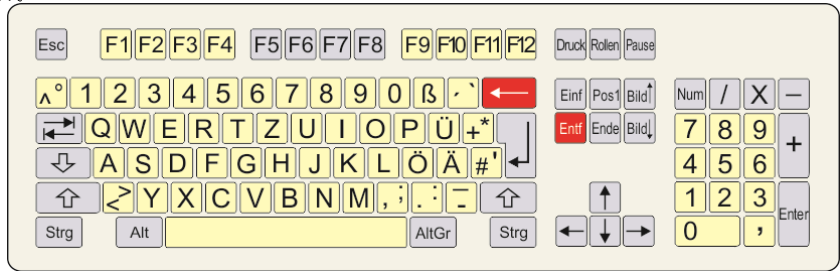 Esc F1 F2 F3 F4 F5 F6 F7 F8 F9 F10 F11 F12 Druck Rollen Pause
^ ° 1 2 3 4 5 6 7 8 9 0 ß ´ ` ← Einf Pos1 Bild↑ Num / X –
Q W E R T Z U I O P Ü + * Entf Ende Bild↓ 7 8 9 +
A S D F G H J K L Ö Ä # ' 4 5 6
< > Y X C V B N M , ; . : - _ ↑ 1 2 3 Enter
Strg Alt AltGr Strg ← ↓ → 0 ,